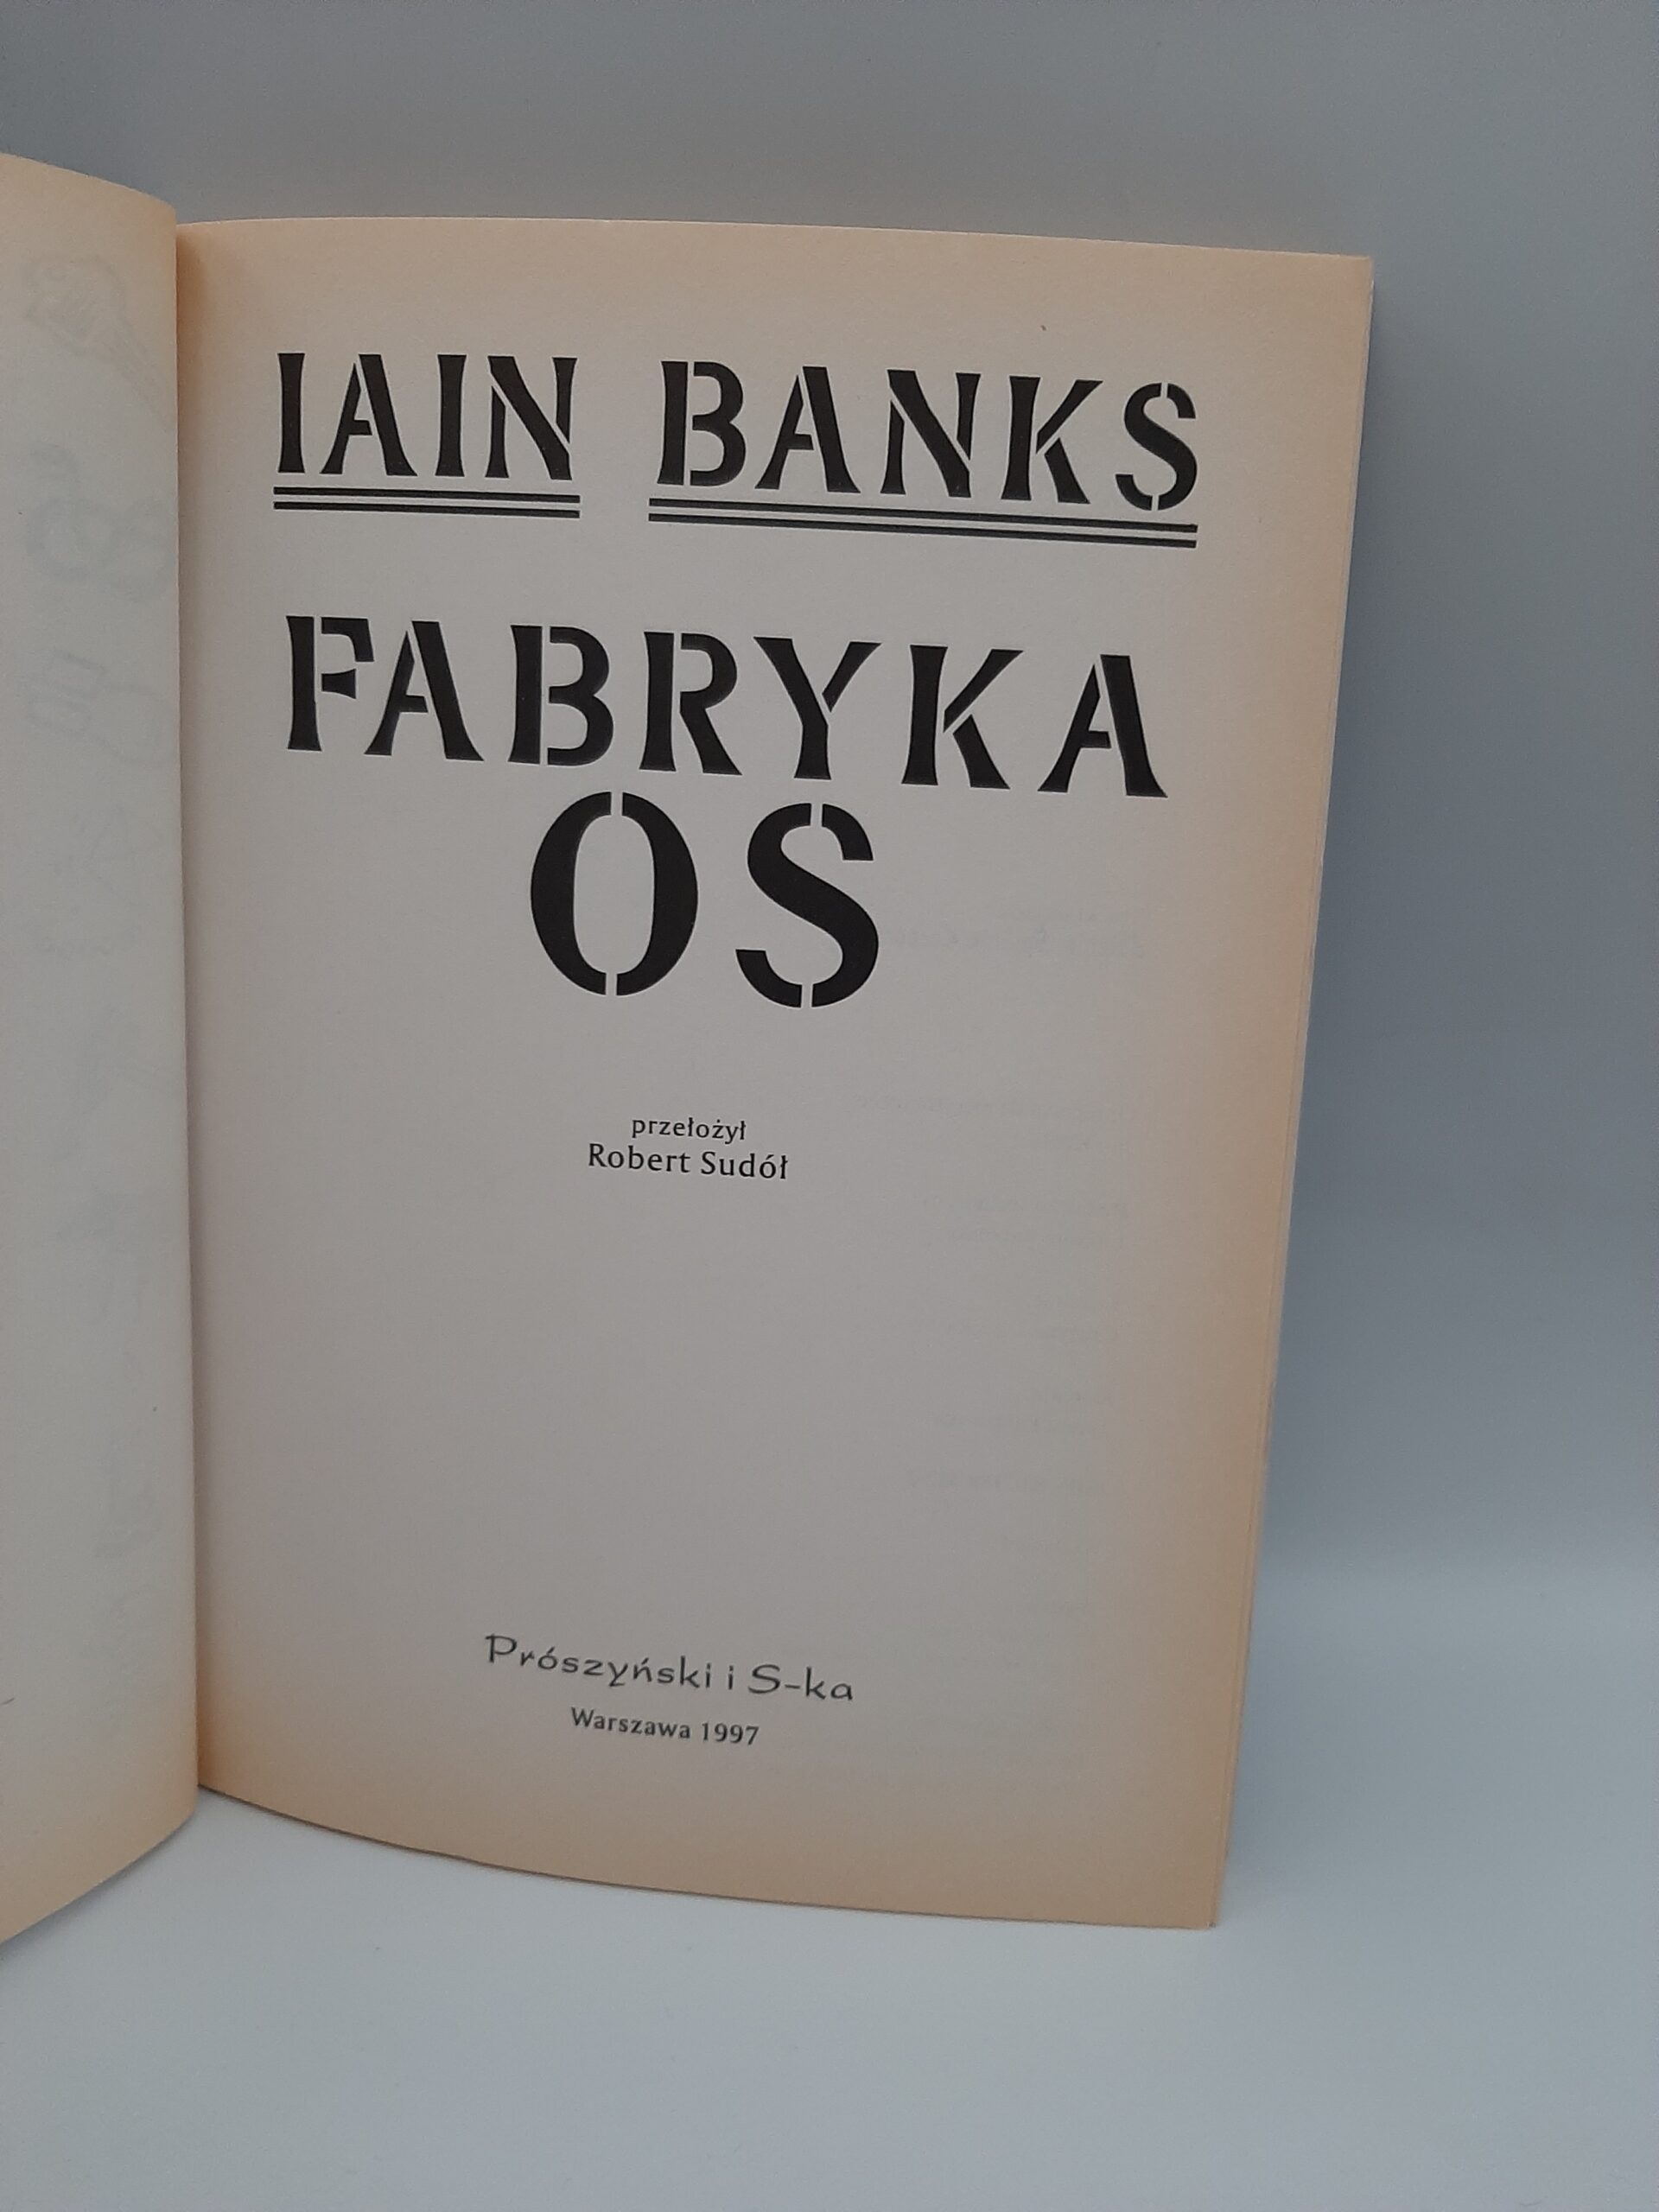 IAIN BANKS
FABRYKA
OS
przełożył
Robert Sudół
Prószyński i S-ka
Warszawa 1997